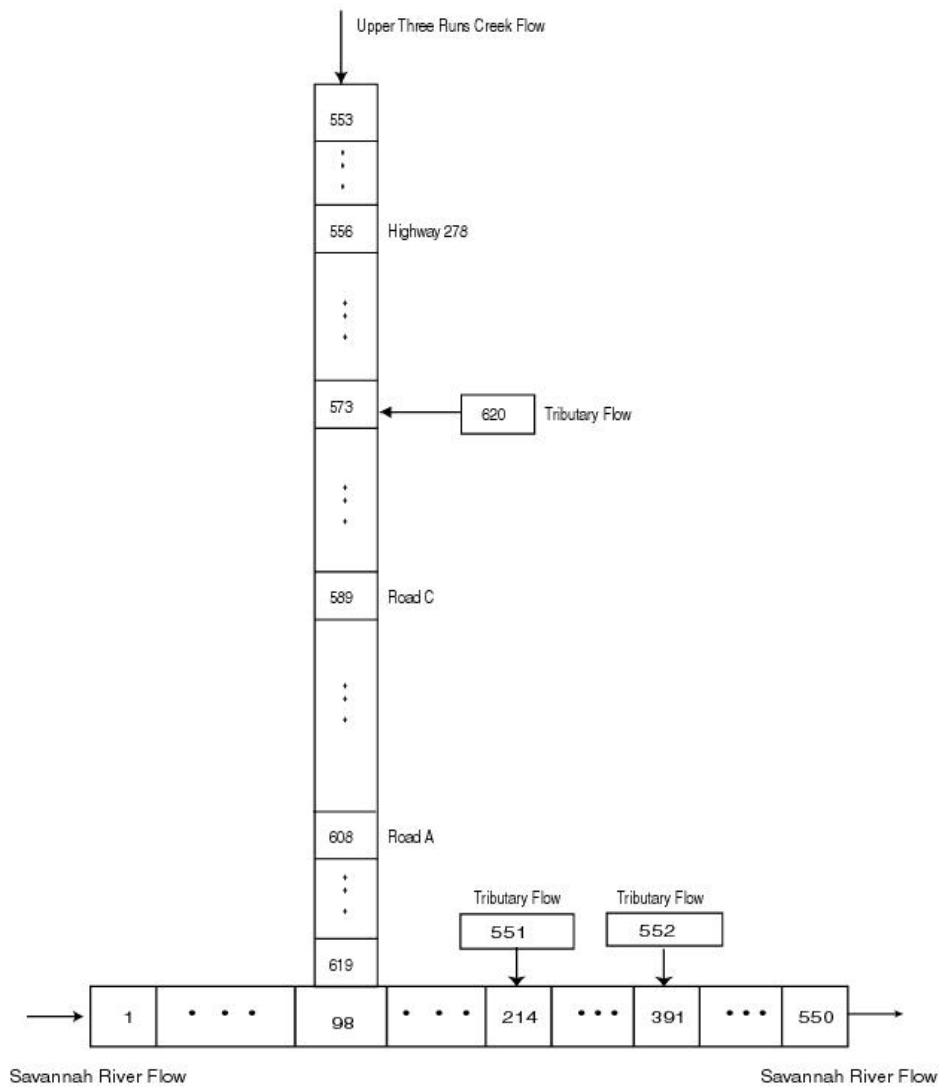 Upper Three Runs Creek Flow
553
556 Highway 278
573 620 Tributary Flow
589 Road C
608 Road A
Tributary Flow Tributary Flow
551 552
619
1 98 214 391 550
Savannah River Flow Savannah River Flow